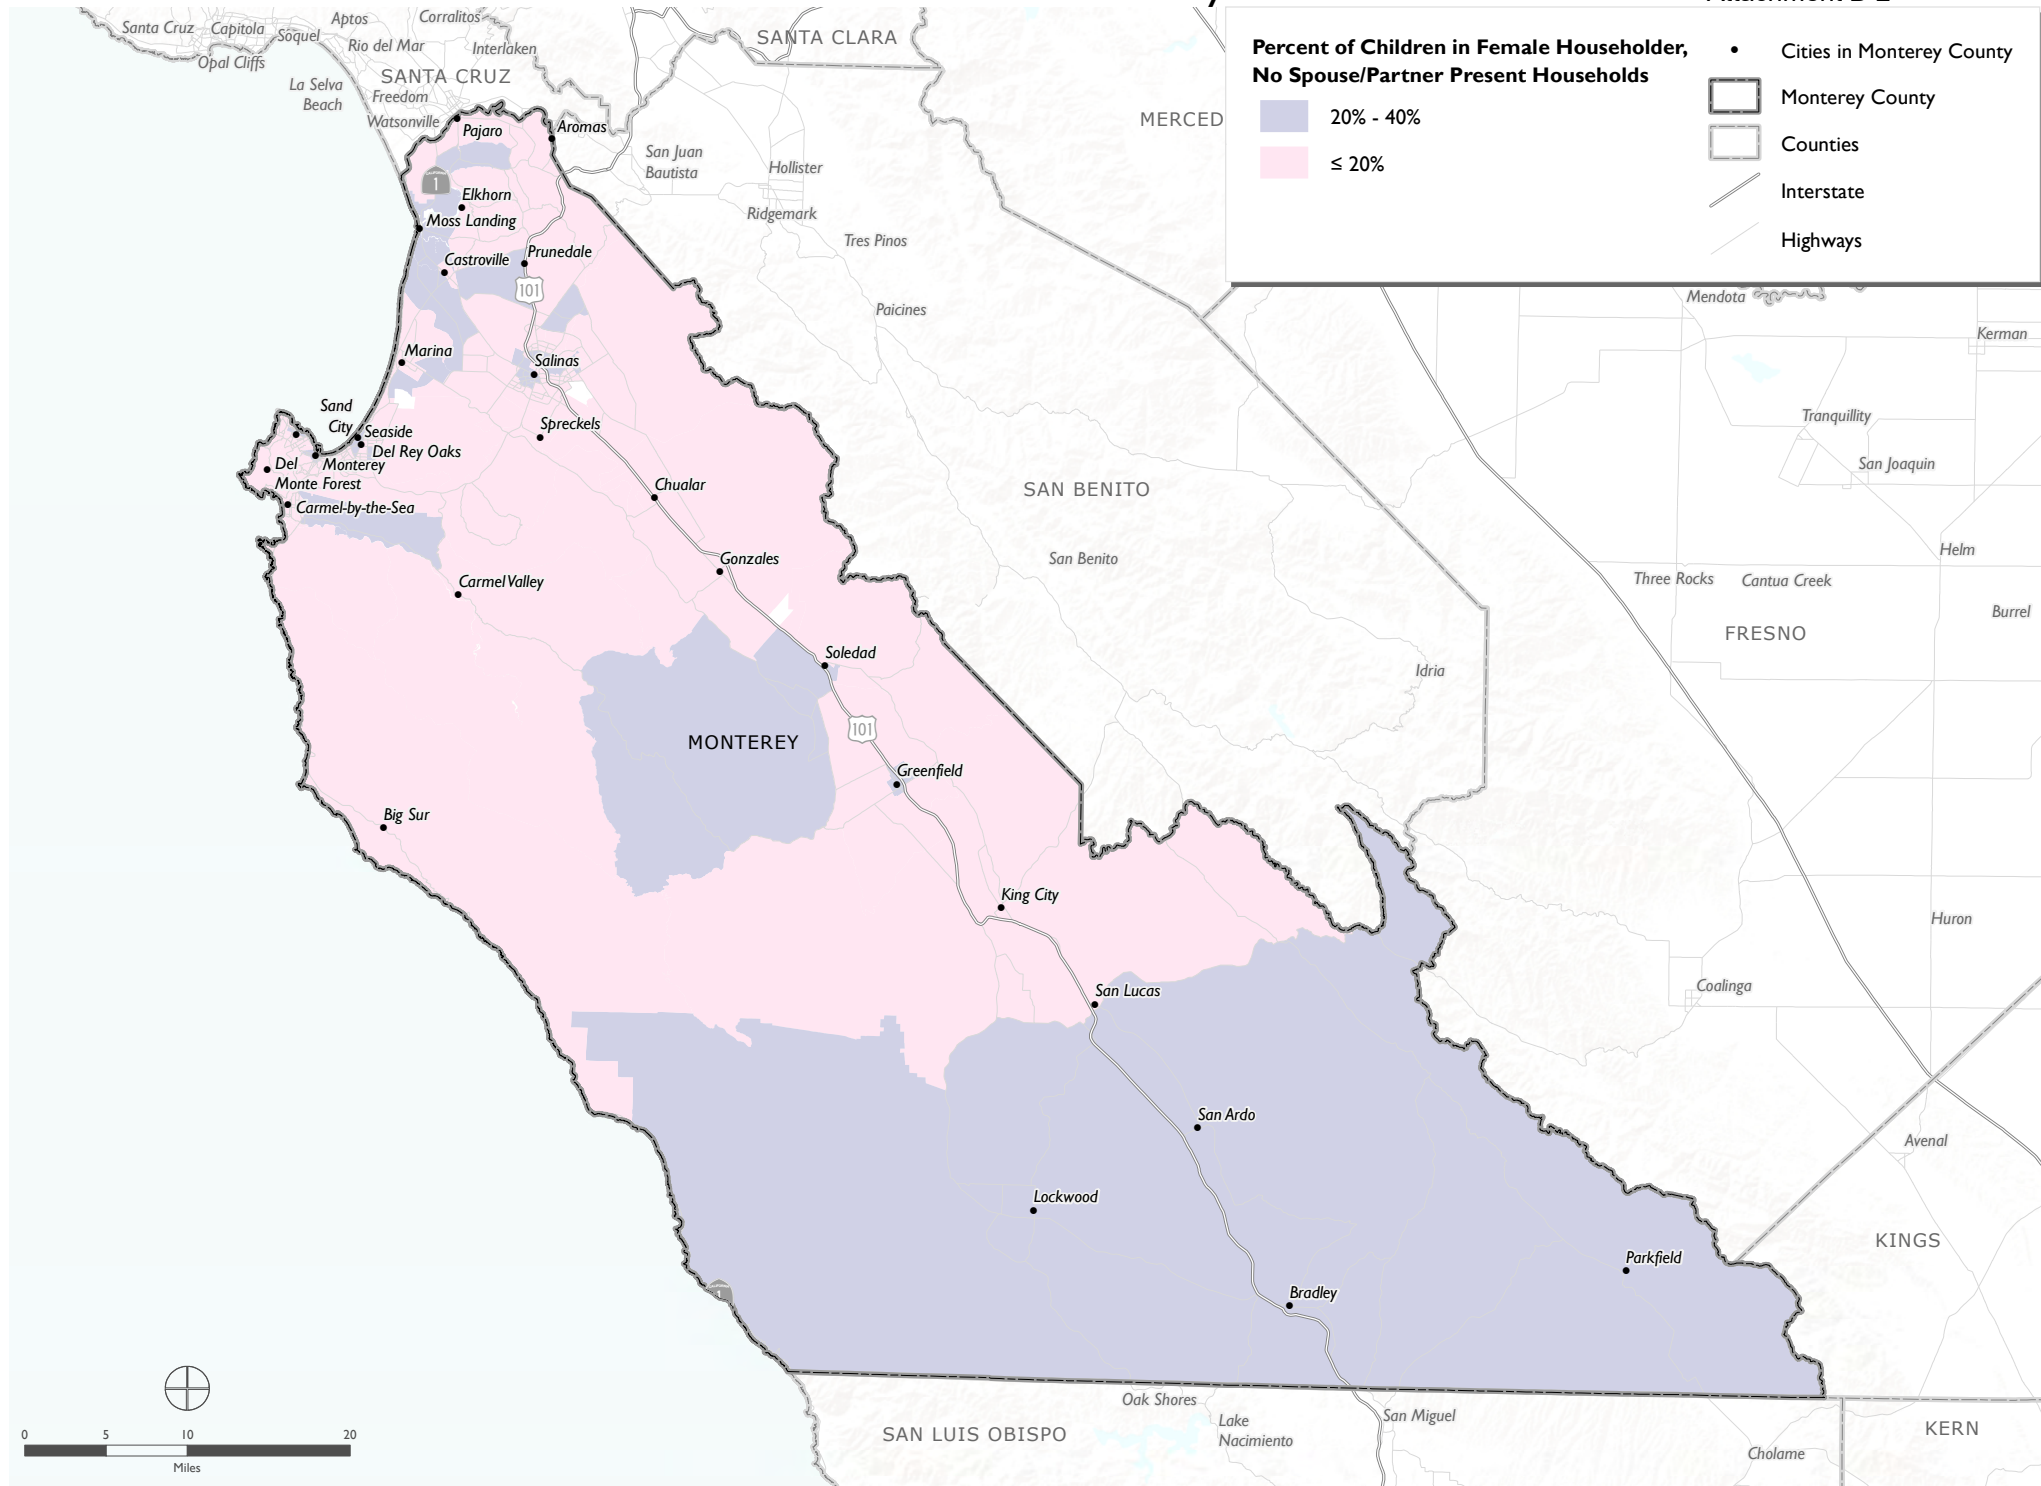 Santa Cruz
Capitola
Soquel
Aptos
Corralitos
Opal Cliffs
Rio del Mar
Interlaken
La Selva
Beach
SANTA CRUZ
Freedom
Watsonville
SANTA CLARA
MERCED
Percent of Children in Female Householder,
No Spouse/Partner Present Households
20% - 40%
≤ 20%
Cities in Monterey County
Monterey County
Counties
Interstate
Highways
Pajaro
Aromas
San Juan
Bautista
Hollister
Ridgemark
Tres Pinos
Paicines
1
Elkhorn
Moss Landing
Castroville
Prunedale
101
Marina
Salinas
Sand
City
Seaside
Del Rey Oaks
Monterey
Del
Monte Forest
Carmel-by-the-Sea
Spreckels
Chualar
Gonzales
Carmel Valley
Soledad
MONTEREY
101
Greenfield
Big Sur
King City
San Lucas
San Ardo
Lockwood
Bradley
Parkfield
1
SAN BENITO
San Benito
Idria
Mendota
Kerman
Tranquillity
San Joaquin
Helm
Three Rocks
Cantua Creek
Burrel
FRESNO
Huron
Coalinga
Avenal
KINGS
KERN
Oak Shores
Lake
Nacimiento
San Miguel
Cholame
SAN LUIS OBISPO
0 5 10 20
Miles